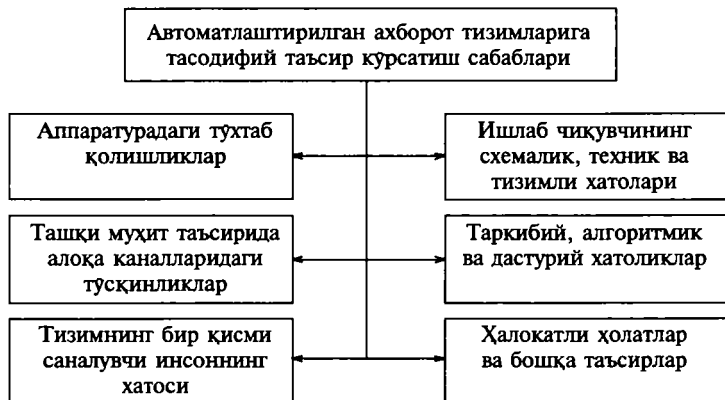 Автоматлаштирилган ахборот тизимларига
тасодифий таъсир кўрсатиш сабаблари
Аппаратурадаги тўхтаб
қолишликлар
Ишлаб чиқувчининг
схемалик, техник ва
тизимли хатолари
Ташқи муҳит таъсирида
алоқа каналларидаги
тўсқинликлар
Таркибий, алгоритмик
ва дастурий хатоликлар
Тизимнинг бир қисми
саналувчи инсоннинг
хатоси
Ҳалокатли ҳолатлар
ва бошқа таъсирлар